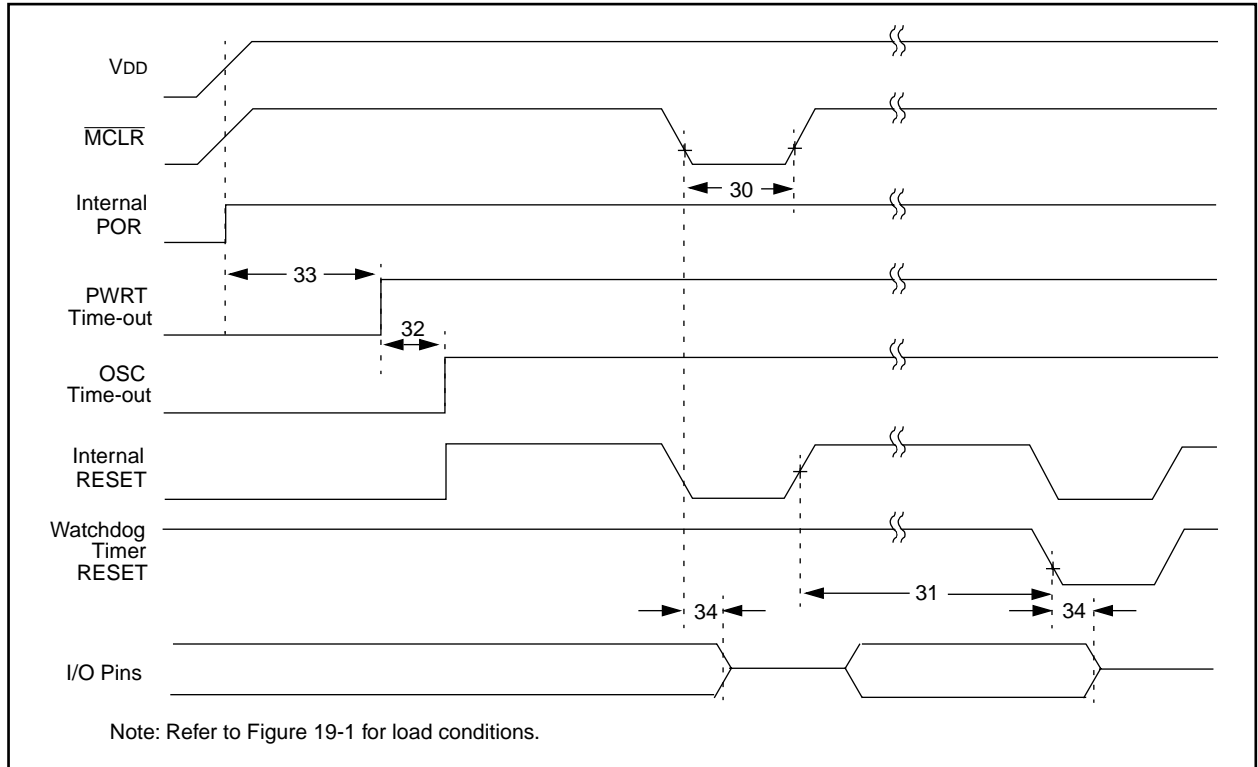 VDD
MCLR
30
Internal
POR
33
PWRT
Time-out
32
OSC
Time-out
Internal
RESET
Watchdog
Timer
RESET
31
34
34
I/O Pins
Note: Refer to Figure 19-1 for load conditions.